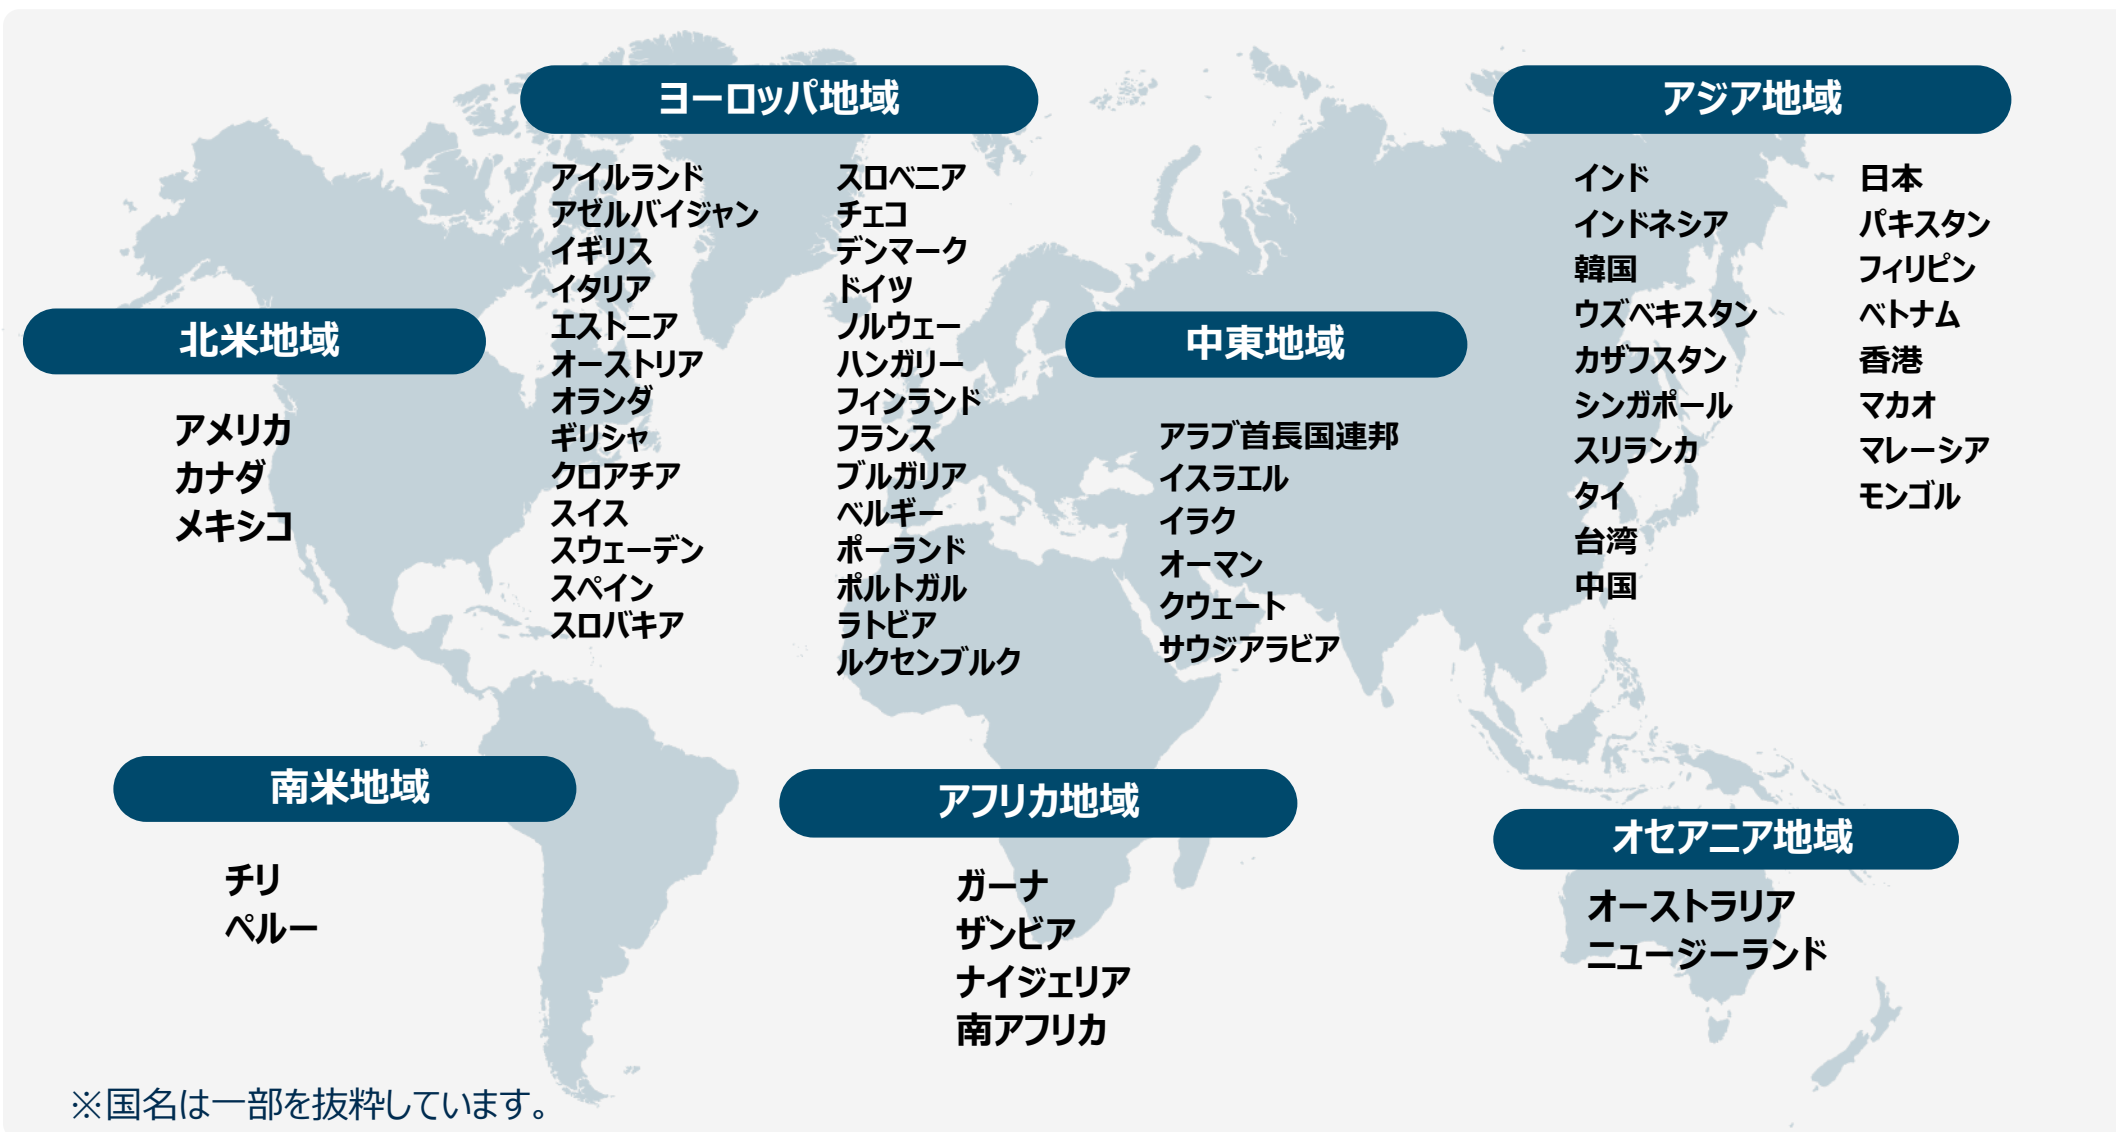 ヨーロッパ地域
アイルランド
アゼルバイジャン
イギリス
イタリア
エストニア
オーストリア
オランダ
ギリシャ
クロアチア
スイス
スウェーデン
スペイン
スロバキア
スロベニア
チェコ
デンマーク
ドイツ
ノルウェー
ハンガリー
フィンランド
フランス
ブルガリア
ベルギー
ポーランド
ポルトガル
ラトビア
ルクセンブルク
アジア地域
インド
インドネシア
韓国
ウズベキスタン
カザフスタン
シンガポール
スリランカ
タイ
台湾
中国
日本
パキスタン
フィリピン
ベトナム
香港
マカオ
マレーシア
モンゴル
北米地域
アメリカ
カナダ
メキシコ
中東地域
アラブ首長国連邦
イスラエル
イラク
オーマン
クウェート
サウジアラビア
南米地域
チリ
ペルー
アフリカ地域
ガーナ
ザンビア
ナイジェリア
南アフリカ
オセアニア地域
オーストラリア
ニュージーランド
※国名は一部を抜粋しています。